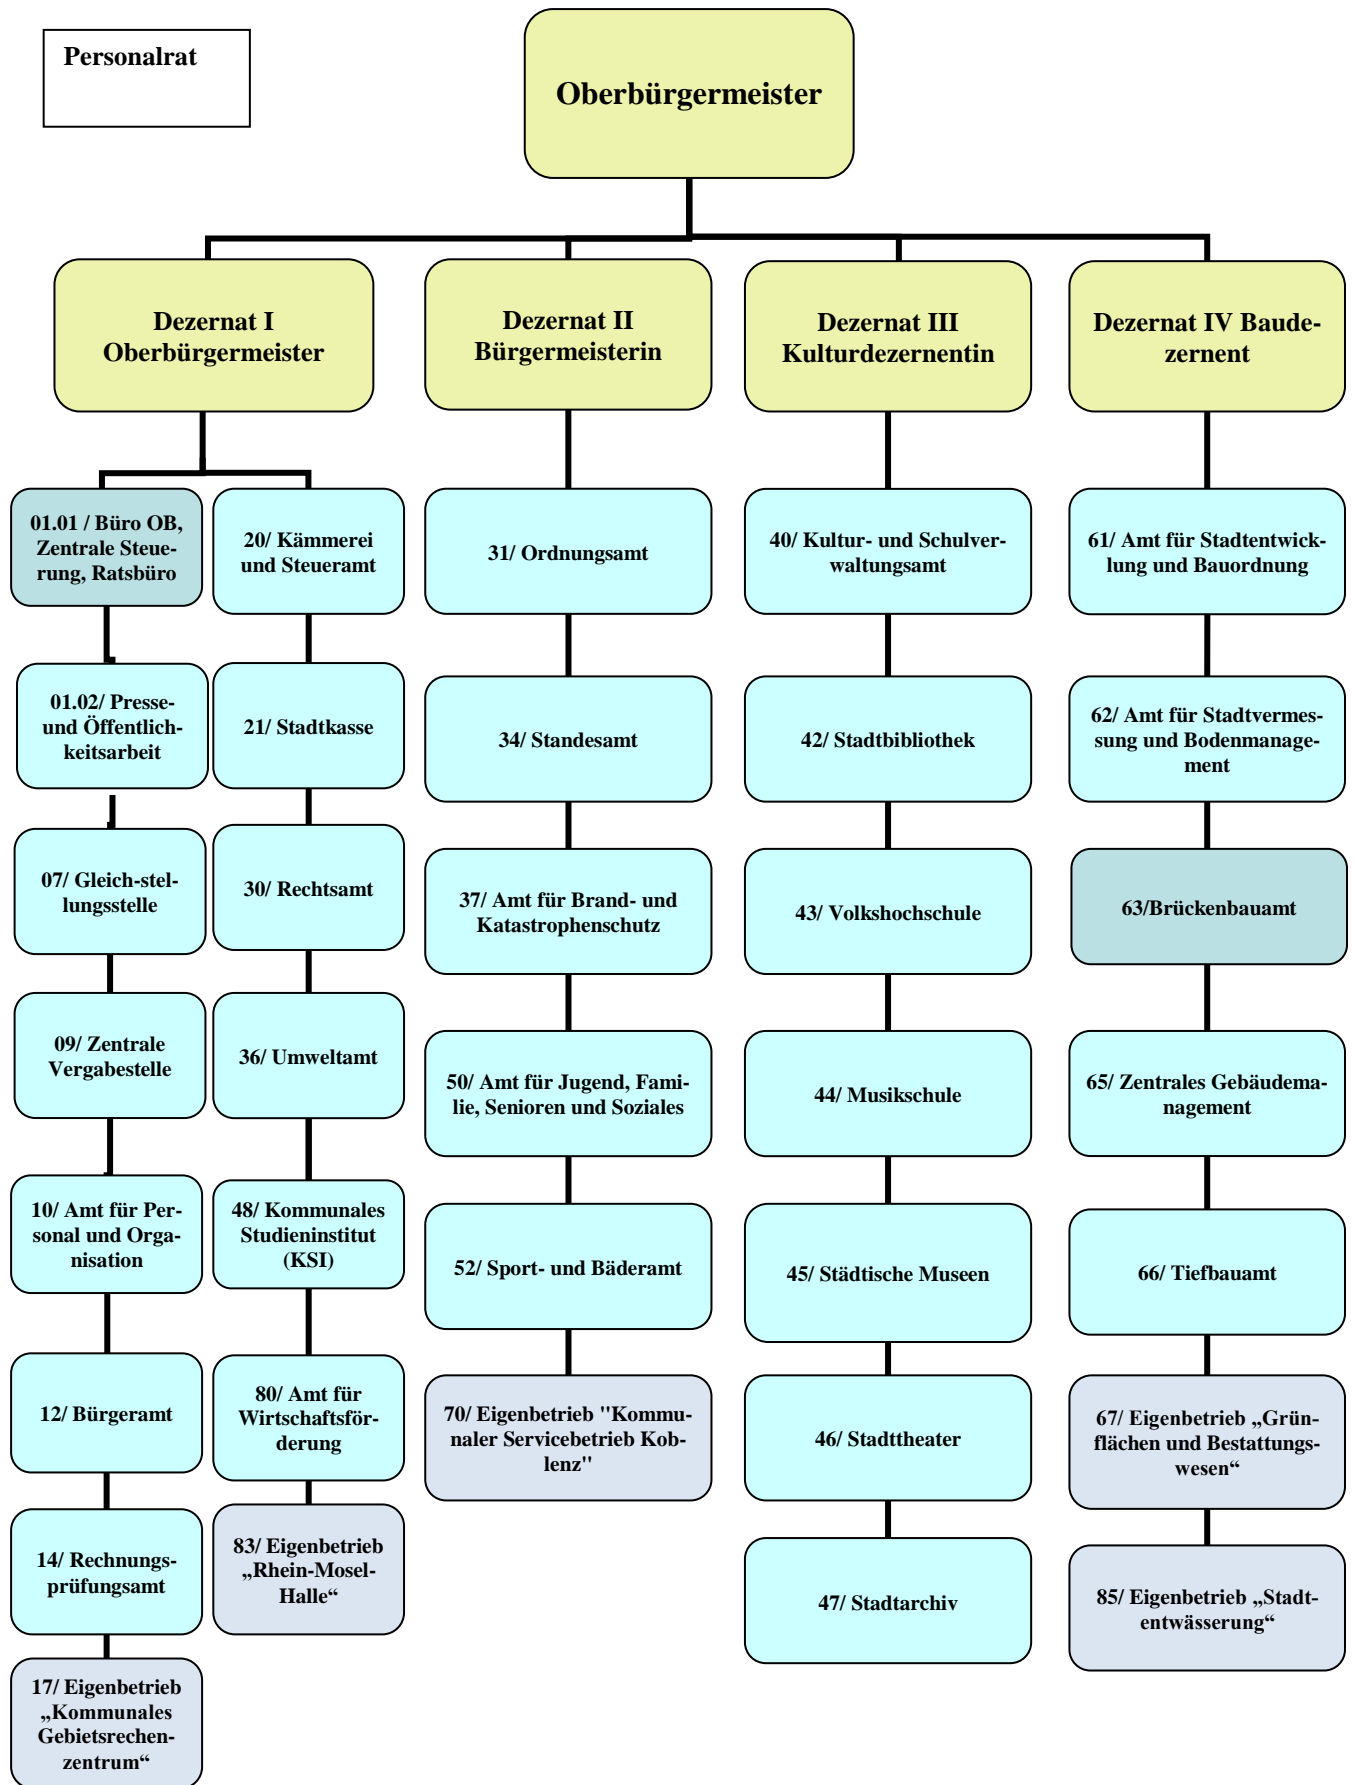 Personalrat
Oberbürgermeister
Dezernat I
Oberbürgermeister
Dezernat II
Bürgermeisterin
Dezernat III
Kulturdezernentin
Dezernat IV Baude-
zernent
01.01 / Büro OB,
Zentrale Steue-
rung, Ratsbüro
01.02/ Presse-
und Öffentlich-
keitsarbeit
07/ Gleich-stel-
lungsstelle
09/ Zentrale
Vergabestelle
10/ Amt für Per-
sonal und Orga-
nisation
12/ Bürgeramt
14/ Rechnungs-
prüfungsamt
17/ Eigenbetrieb
„Kommunales
Gebietsrechen-
zentrum“
20/ Kämmerei
und Steueramt
21/ Stadtkasse
30/ Rechtsamt
36/ Umweltamt
48/ Kommunales
Studieninstitut
(KSI)
80/ Amt für
Wirtschaftsför-
derung
83/ Eigenbetrieb
„Rhein-Mosel-
Halle“
31/ Ordnungsamt
34/ Standesamt
37/ Amt für Brand- und
Katastrophenschutz
50/ Amt für Jugend, Fami-
lie, Senioren und Soziales
52/ Sport- und Bäderamt
70/ Eigenbetrieb "Kommu-
naler Servicebetrieb Kob-
lenz"
40/ Kultur- und Schulver-
waltungsamt
42/ Stadtbibliothek
43/ Volkshochschule
44/ Musikschule
45/ Städtische Museen
46/ Stadttheater
47/ Stadtarchiv
61/ Amt für Stadtentwick-
lung und Bauordnung
62/ Amt für Stadtvermes-
sung und Bodenmanage-
ment
63/Brückenbauamt
65/ Zentrales Gebäudema-
nagement
66/ Tiefbauamt
67/ Eigenbetrieb „Grün-
flächen und Bestattungs-
wesen“
85/ Eigenbetrieb „Stadt-
entwässerung“